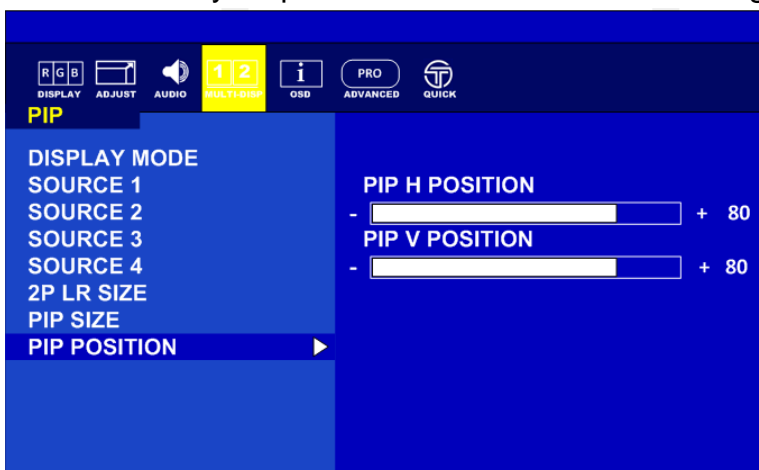 R G B
1 2
i
PRO
DISPLAY ADJUST AUDIO MULTI-DISP OSD ADVANCED QUICK
PIP
DISPLAY MODE
SOURCE 1
PIP H POSITION
SOURCE 2
- + 80
SOURCE 3
PIP V POSITION
SOURCE 4
- + 80
2P LR SIZE
PIP SIZE
PIP POSITION